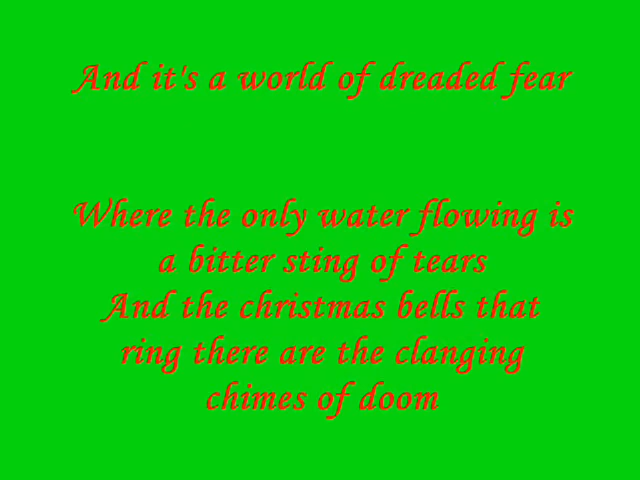 And it's a world of dreaded fear
Where the only water flowing is
a bitter sting of tears
And the christmas bells that
ring there are the clanging
chimes of doom